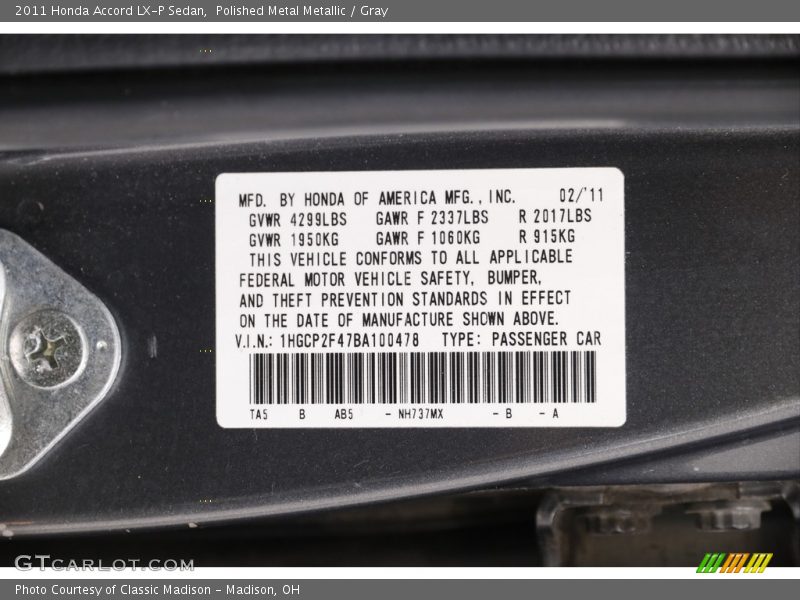 2011 Honda Accord LX-P Sedan, Polished Metal Metallic / Gray
MFD. BY HONDA OF AMERICA MFG., INC. 02/'11
GVWR 4299LBS GAWR F 2337LBS R 2017LBS
GVWR 1950KG GAWR F 1060KG R 915KG
THIS VEHICLE CONFORMS TO ALL APPLICABLE
FEDERAL MOTOR VEHICLE SAFETY, BUMPER,
AND THEFT PREVENTION STANDARDS IN EFFECT
ON THE DATE OF MANUFACTURE SHOWN ABOVE.
V.I.N.: 1HGCP2F47BA100478 TYPE: PASSENGER CAR
TA5 B AB5 - NH737MX - B - A
GTCARLOT.COM
Photo Courtesy of Classic Madison - Madison, OH